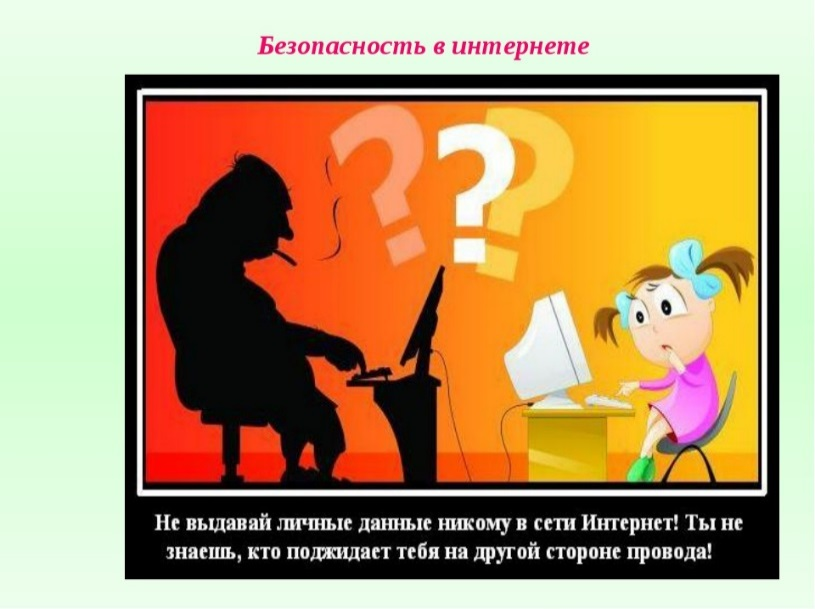 Безопасность в интернете
???
Не выдавай личные данные никому в сети Интернет! Ты не
знаешь, кто поджидает тебя на другой стороне провода!